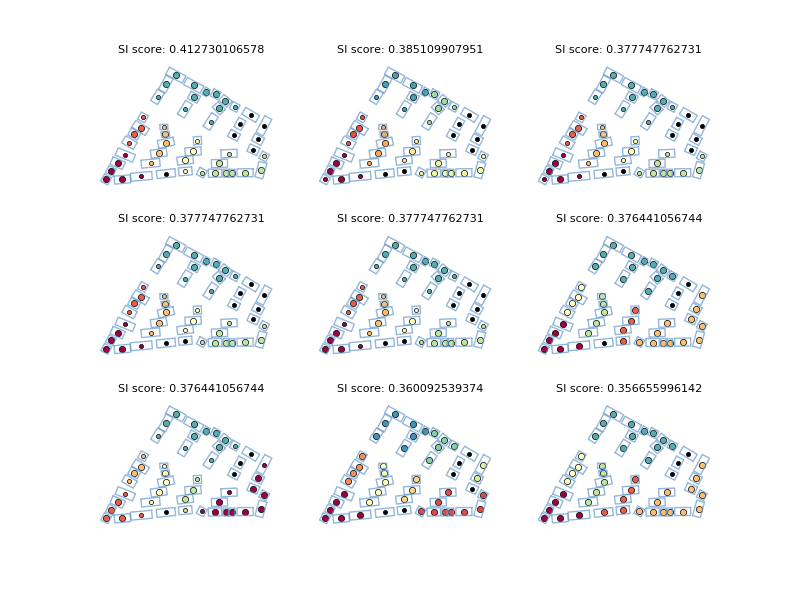 SI score: 0.412730106578
SI score: 0.385109907951
SI score: 0.377747762731
SI score: 0.377747762731
SI score: 0.377747762731
SI score: 0.376441056744
SI score: 0.376441056744
SI score: 0.360092539374
SI score: 0.356655996142